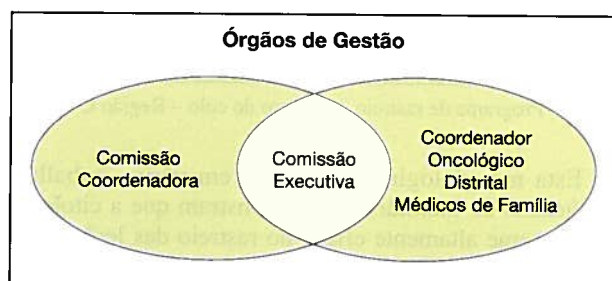 Órgãos de Gestão
Comissão
Coordenadora
Comissão
Executiva
Coordenador
Oncológico
Distrital
Médicos de Família